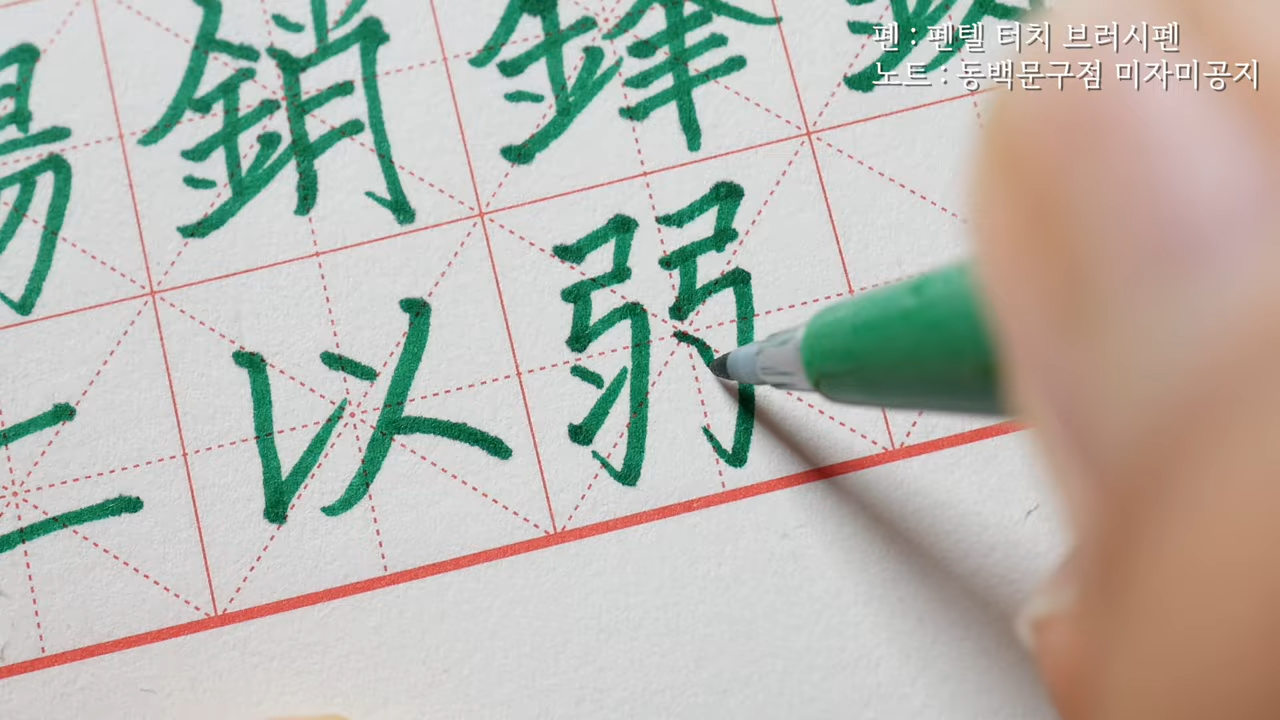 펜 : 펜텔 터치 브러시펜
노트 : 동백문구점 미자미공지
銷鋒
二以弱